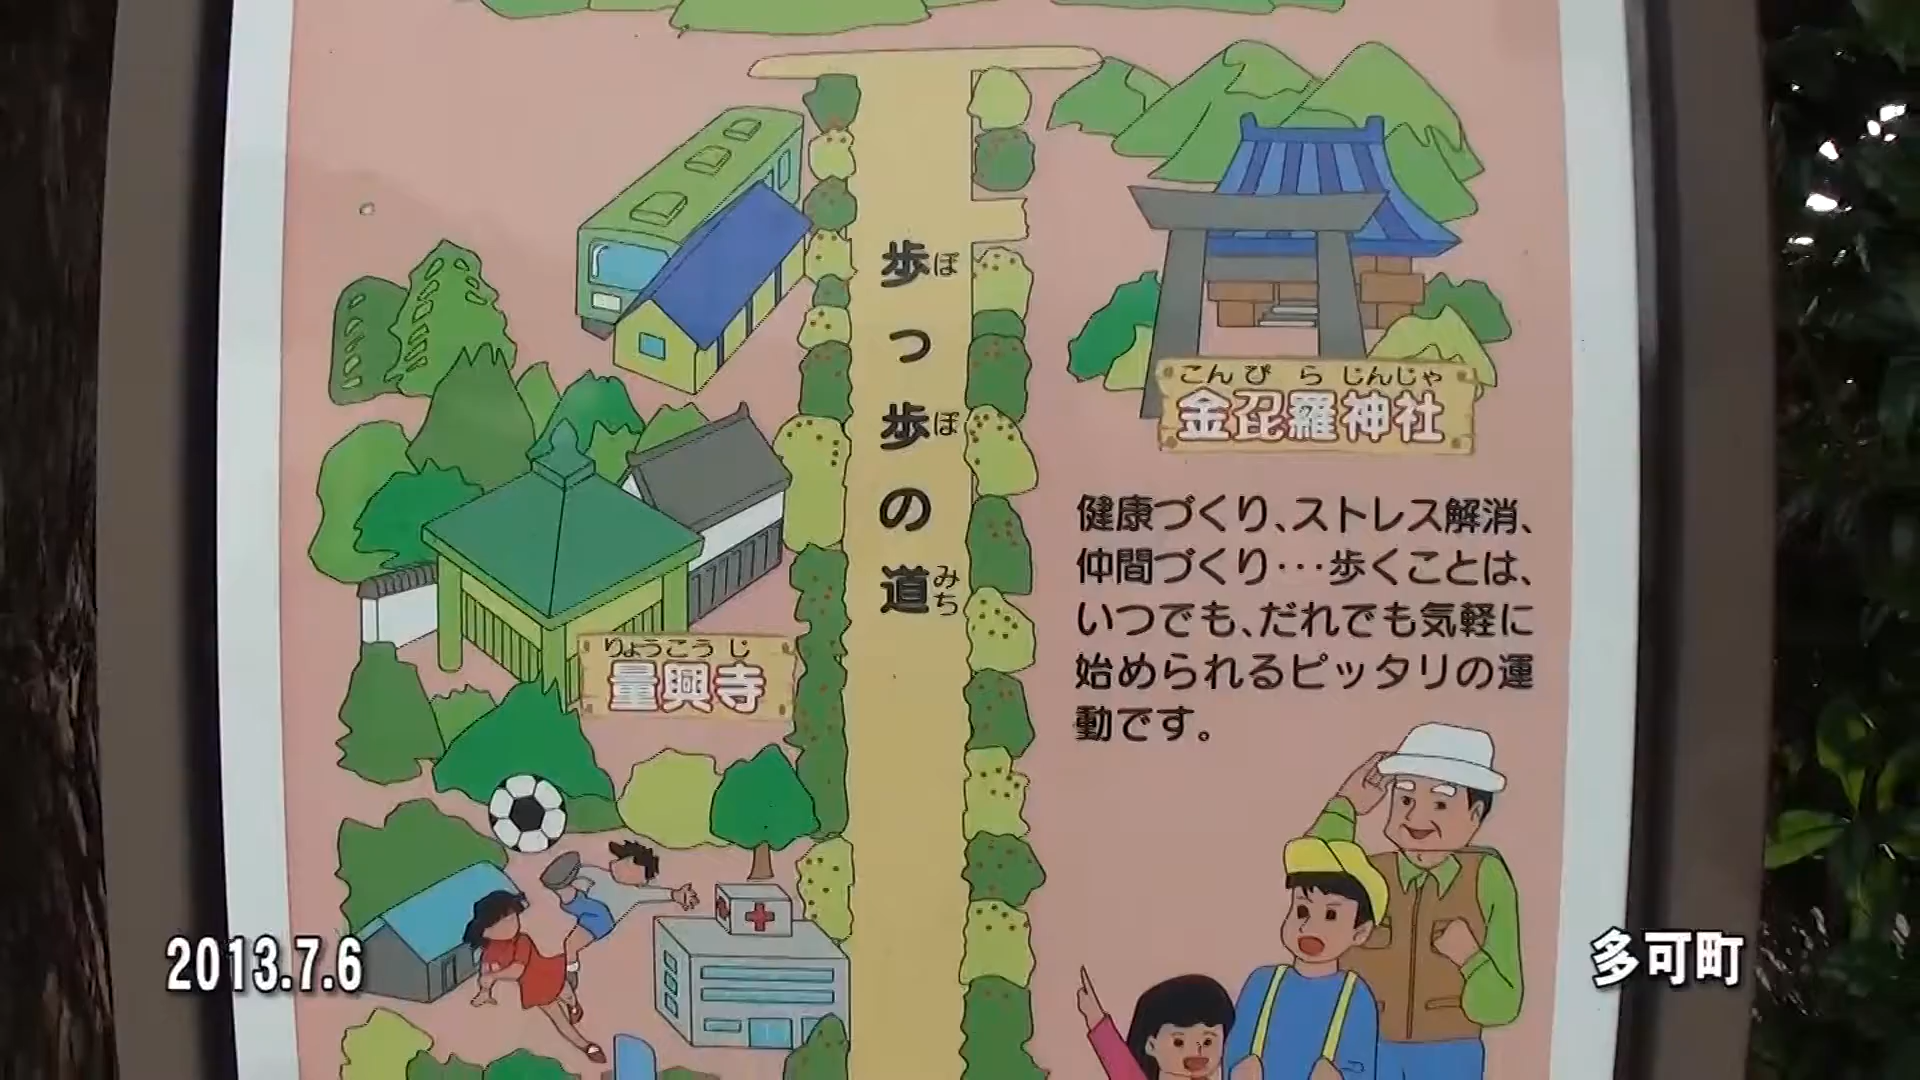 歩っ歩の道
ぽ
ぽ
みち
こんぴらじんじゃ
金毘羅神社
健康づくり、ストレス解消、
仲間づくり・・・歩くことは、
いつでも、だれでも気軽に
始められるピッタリの運
動です。
りょうこうじ
量興寺
2013.7.6
多可町